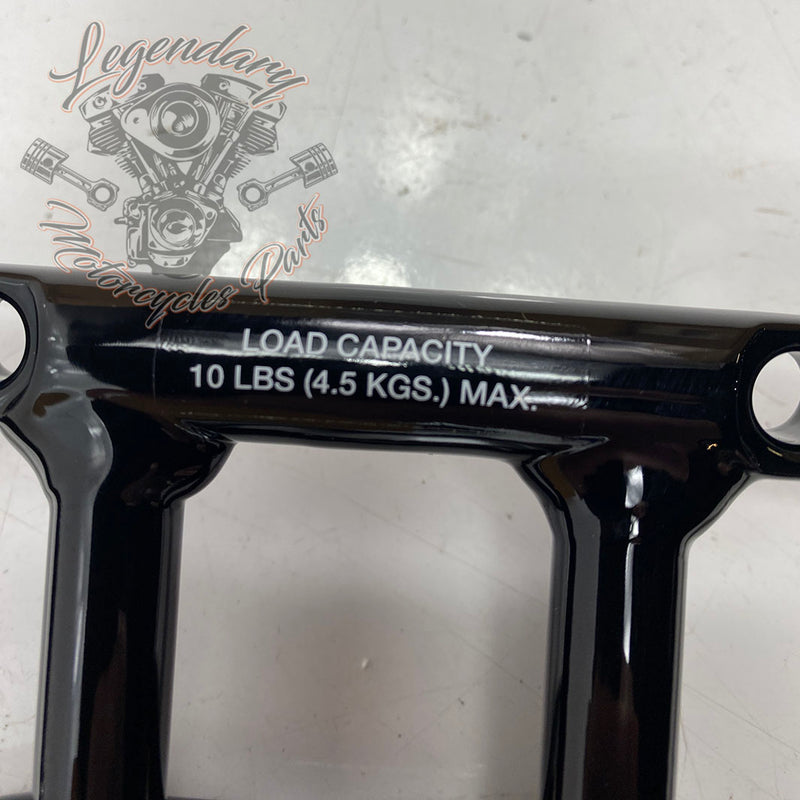 Legendary
Motorcycles Parts
LOAD CAPACITY
10 LBS (4.5 KGS.) MAX.